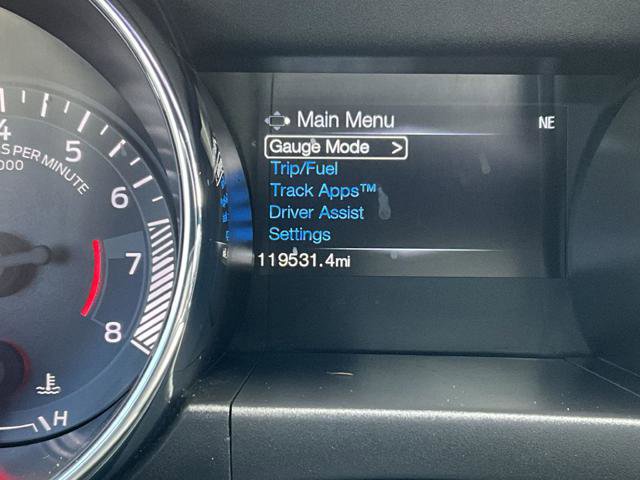 Main Menu
NE
Gauge Mode >
Trip/Fuel
Track Apps™
Driver Assist
Settings
119531.4mi
4
5
6
7
8
S PER MINUTE
000
H